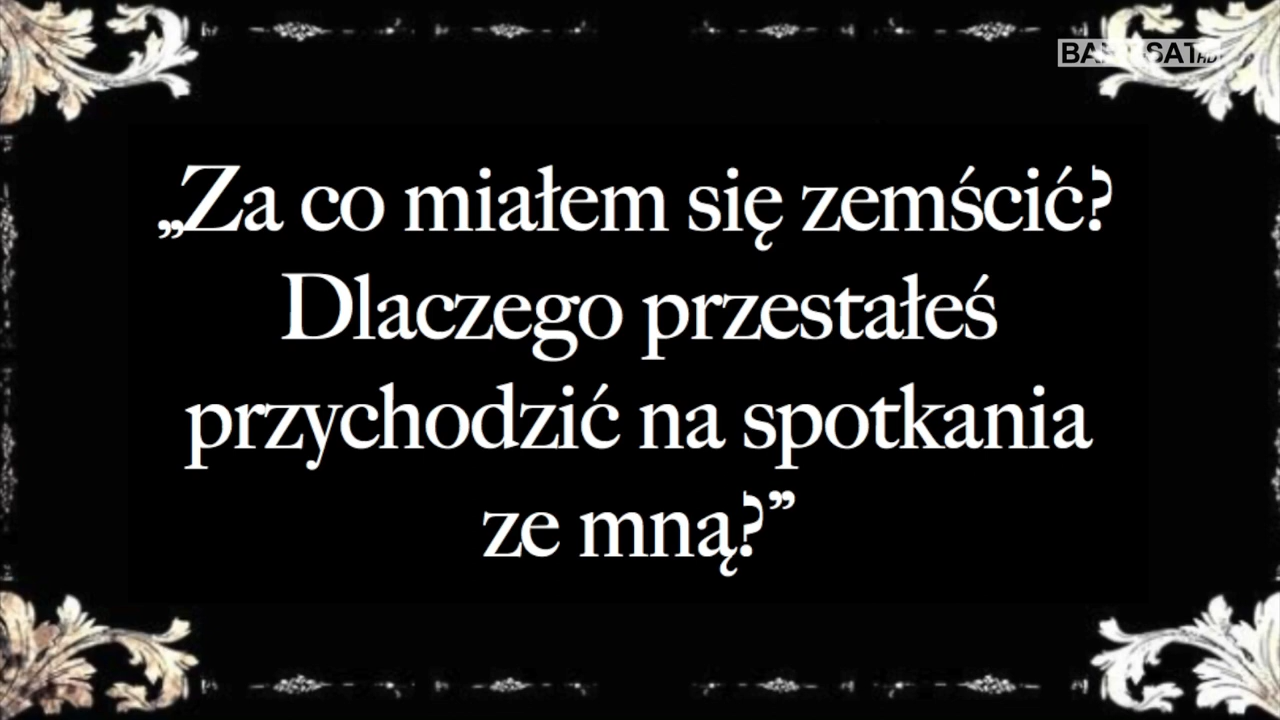 „Za co miałem się zemścić?
Dlaczego przestałeś
przychodzić na spotkania
ze mną?”